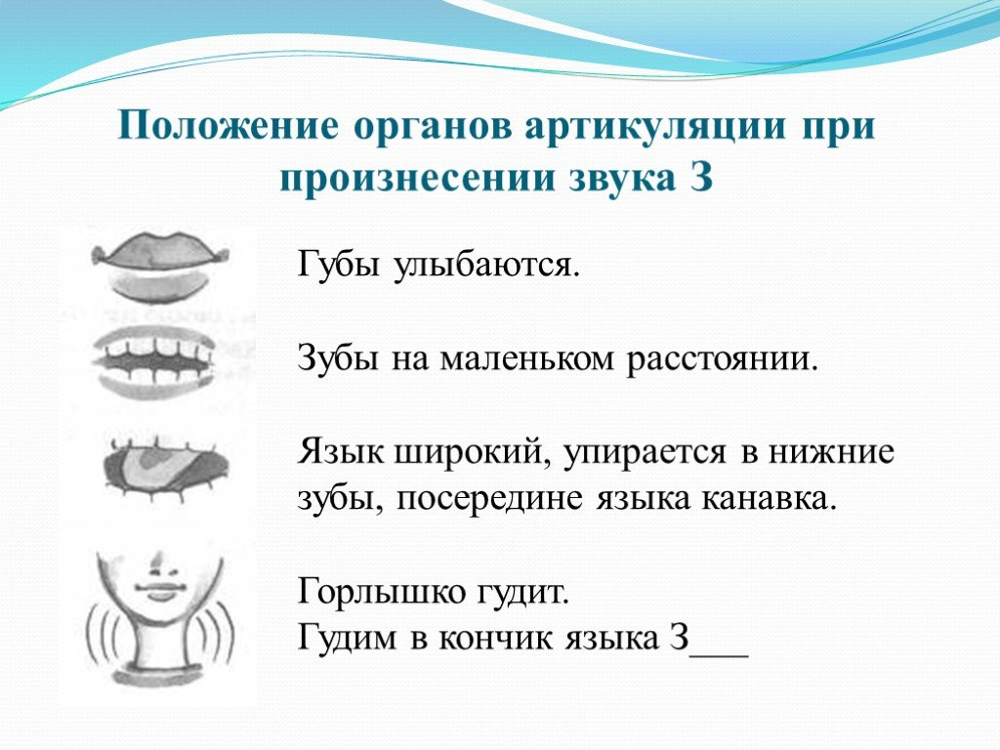 Положение органов артикуляции при
произнесении звука З
Губы улыбаются.
Зубы на маленьком расстоянии.
Язык широкий, упирается в нижние
зубы, посередине языка канавка.
Горлышко гудит.
Гудим в кончик языка З___